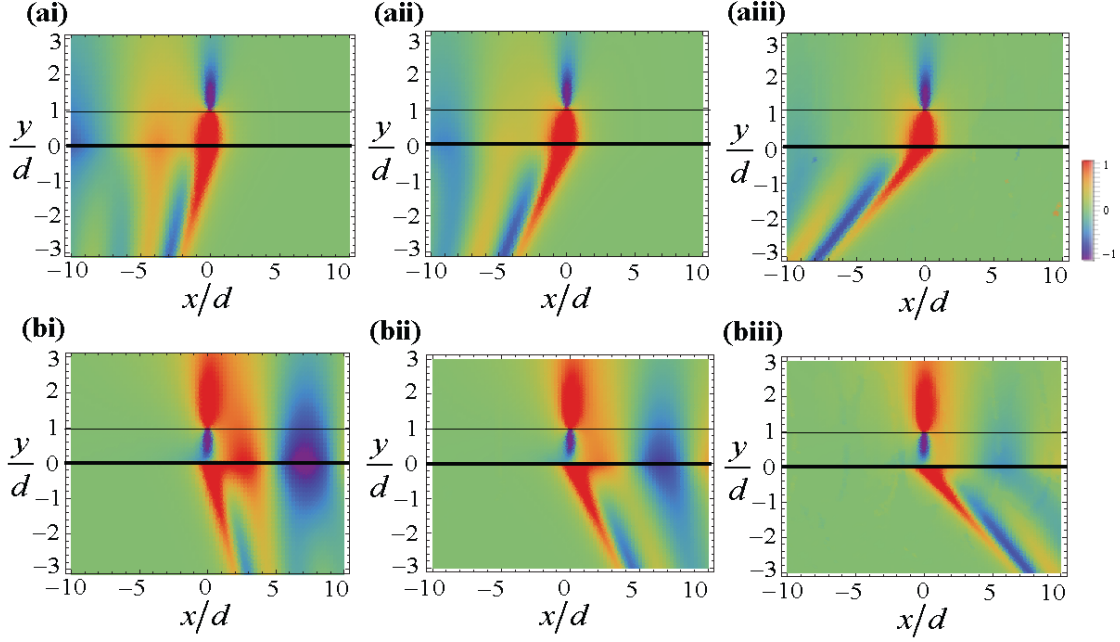 (ai) (aii) (aiii)
3 3 3
2 2 2
1 1 1
y/d 0 y/d 0 y/d 0
−1 −1 −1
−2 −2 −2
−3 −3 −3
−10 −5 0 5 10 −10 −5 0 5 10 −10 −5 0 5 10
x/d x/d x/d
1
0
−1
(bi) (bii) (biii)
3 3 3
2 2 2
1 1 1
y/d 0 y/d 0 y/d 0
−1 −1 −1
−2 −2 −2
−3 −3 −3
−10 −5 0 5 10 −10 −5 0 5 10 −10 −5 0 5 10
x/d x/d x/d